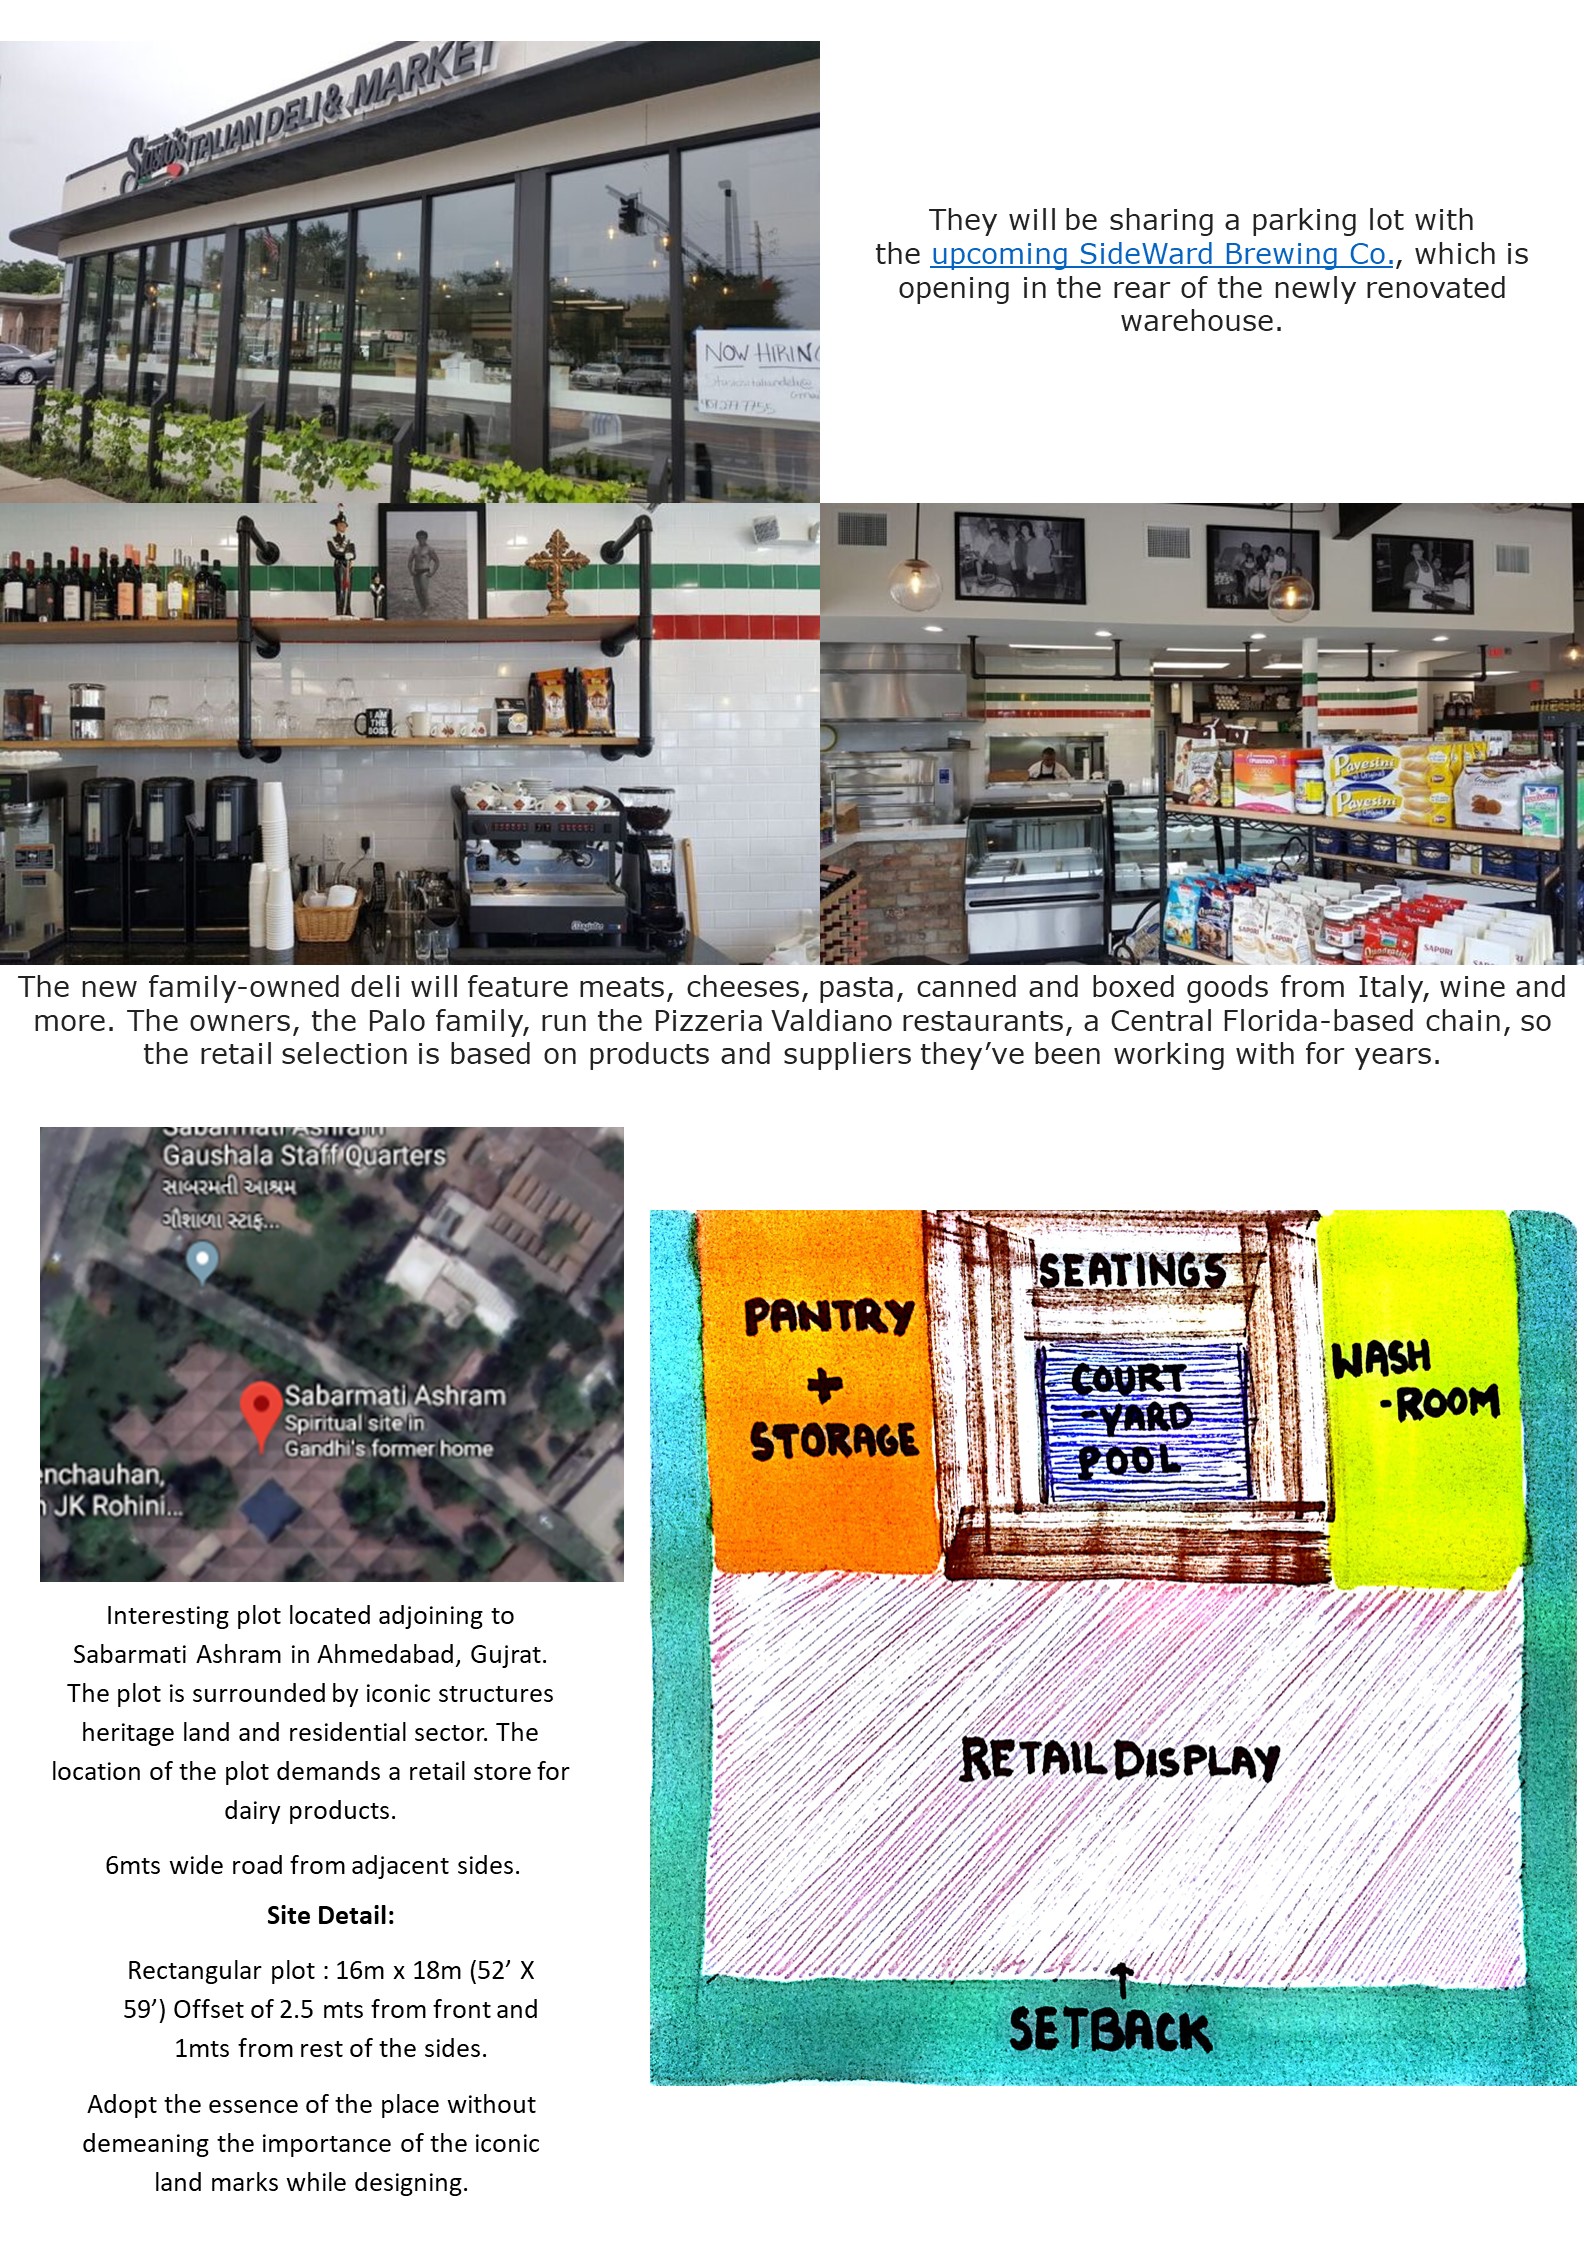 Stasio's ITALIAN DELI & MARKET
NOW HIRING
They will be sharing a parking lot with
the upcoming SideWard Brewing Co., which is
opening in the rear of the newly renovated
warehouse.
I AM
THE
BOSS
Magister
Pavesini
Pavesini
SAPORI
SAPORI
The new family-owned deli will feature meats, cheeses, pasta, canned and boxed goods from Italy, wine and
more. The owners, the Palo family, run the Pizzeria Valdiano restaurants, a Central Florida-based chain, so
the retail selection is based on products and suppliers they’ve been working with for years.
Sabarmati Ashram
Gaushala Staff Quarters
સાબરમતી આશ્રમ
ગૌશાળા સ્ટાફ...
Sabarmati Ashram
Spiritual site in
Gandhi's former home
enchauhan,
JK Rohini...
PANTRY
+
STORAGE
SEATINGS
COURT
-YARD
POOL
WASH
-ROOM
RETAIL DISPLAY
SETBACK
Interesting plot located adjoining to
Sabarmati Ashram in Ahmedabad, Gujrat.
The plot is surrounded by iconic structures
heritage land and residential sector. The
location of the plot demands a retail store for
dairy products.
6mts wide road from adjacent sides.
Site Detail:
Rectangular plot : 16m x 18m (52’ X
59’) Offset of 2.5 mts from front and
1mts from rest of the sides.
Adopt the essence of the place without
demeaning the importance of the iconic
land marks while designing.